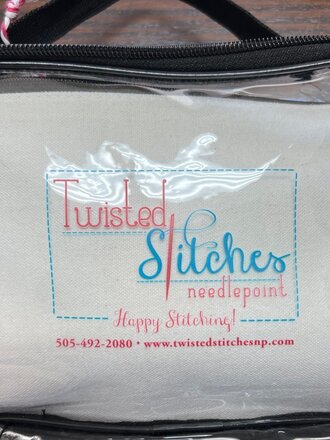 Twisted
Stitches
needlepoint
Happy Stitching!
505-492-2080 • www.twistedstitchesnp.com